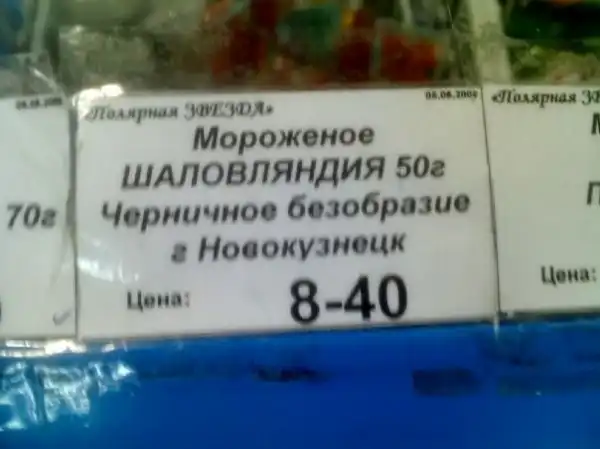 «Полярная ЗВЕЗДА»
Мороженое
ШАЛОВЛЯНДИЯ 50г
Черничное безобразие
г Новокузнецк
Цена: 8-40
70г
«Полярная
Цена: